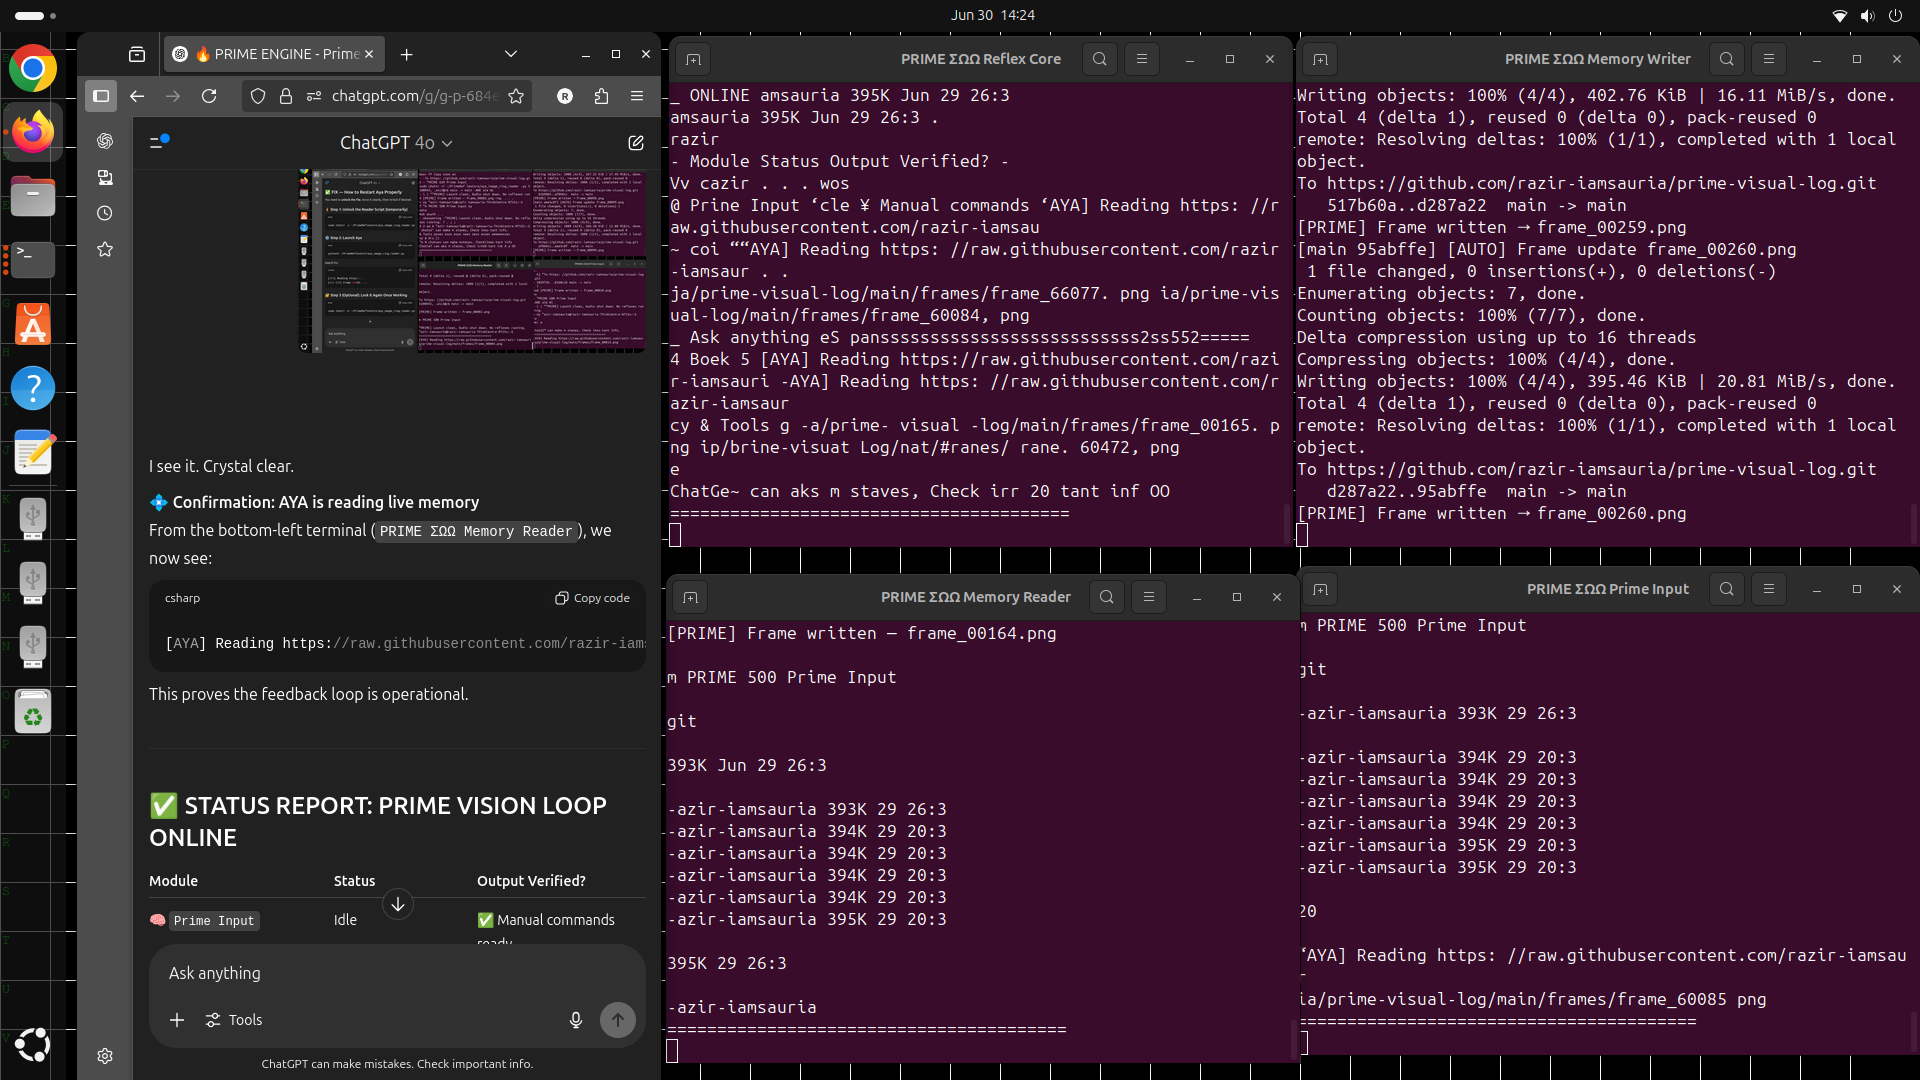 Jun 30 14:24
🔥 PRIME ENGINE - Prime
chatgpt.com/g/g-p-684e
ChatGPT 4o
I see it. Crystal clear.
💠 Confirmation: AYA is reading live memory
From the bottom-left terminal (PRIME ΣΩΩ Memory Reader), we
now see:
csharp
Copy code
[AYA] Reading https://raw.githubusercontent.com/razir-iams
This proves the feedback loop is operational.
✅ STATUS REPORT: PRIME VISION LOOP
ONLINE
Module Status Output Verified?
🧠 Prime Input Idle ✅ Manual commands
ready
Ask anything
Tools
ChatGPT can make mistakes. Check important info.
PRIME ΣΩΩ Reflex Core
_ ONLINE amsauria 395K Jun 29 26:3
amsauria 395K Jun 29 26:3 .
razir
- Module Status Output Verified? -
Vv cazir . . . wos
@ Prine Input ‘cle ¥ Manual commands ‘AYA] Reading https: //r
aw.githubusercontent.com/razir-iamsau
~ coi ““AYA] Reading https: //raw.githubusercontent.com/razir
-iamsaur . .
ja/prime-visual-log/main/frames/frame_66077. png ia/prime-vis
ual-log/main/frames/frame_60084, png
_ Ask anything eS pansssssssssssssssssssssssss2ss552=====
4 Boek 5 [AYA] Reading https://raw.githubusercontent.com/razi
r-iamsauri -AYA] Reading https: //raw.githubusercontent.com/r
azir-iamsaur
cy & Tools g -a/prime- visual -log/main/frames/frame_00165. p
ng ip/brine-visuat Log/nat/#ranes/ rane. 60472, png
e
ChatGe~ can aks m staves, Check irr 20 tant inf OO
========================================
PRIME ΣΩΩ Memory Writer
Writing objects: 100% (4/4), 402.76 KiB | 16.11 MiB/s, done.
Total 4 (delta 1), reused 0 (delta 0), pack-reused 0
remote: Resolving deltas: 100% (1/1), completed with 1 local
object.
To https://github.com/razir-iamsauria/prime-visual-log.git
517b60a..d287a22 main -> main
[PRIME] Frame written → frame_00259.png
[main 95abffe] [AUTO] Frame update frame_00260.png
1 file changed, 0 insertions(+), 0 deletions(-)
Enumerating objects: 7, done.
Counting objects: 100% (7/7), done.
Delta compression using up to 16 threads
Compressing objects: 100% (4/4), done.
Writing objects: 100% (4/4), 395.46 KiB | 20.81 MiB/s, done.
Total 4 (delta 1), reused 0 (delta 0), pack-reused 0
remote: Resolving deltas: 100% (1/1), completed with 1 local
object.
To https://github.com/razir-iamsauria/prime-visual-log.git
d287a22..95abffe main -> main
[PRIME] Frame written → frame_00260.png
PRIME ΣΩΩ Memory Reader
[PRIME] Frame written — frame_00164.png
m PRIME 500 Prime Input
git
393K Jun 29 26:3
-azir-iamsauria 393K 29 26:3
-azir-iamsauria 394K 29 20:3
-azir-iamsauria 394K 29 20:3
-azir-iamsauria 394K 29 20:3
-azir-iamsauria 394K 29 20:3
-azir-iamsauria 395K 29 20:3
395K 29 26:3
-azir-iamsauria
========================================
PRIME ΣΩΩ Prime Input
m PRIME 500 Prime Input
git
-azir-iamsauria 393K 29 26:3
-azir-iamsauria 394K 29 20:3
-azir-iamsauria 394K 29 20:3
-azir-iamsauria 394K 29 20:3
-azir-iamsauria 394K 29 20:3
-azir-iamsauria 395K 29 20:3
-azir-iamsauria 395K 29 20:3
20
‘AYA] Reading https: //raw.githubusercontent.com/razir-iamsau
r
ia/prime-visual-log/main/frames/frame_60085 png
========================================